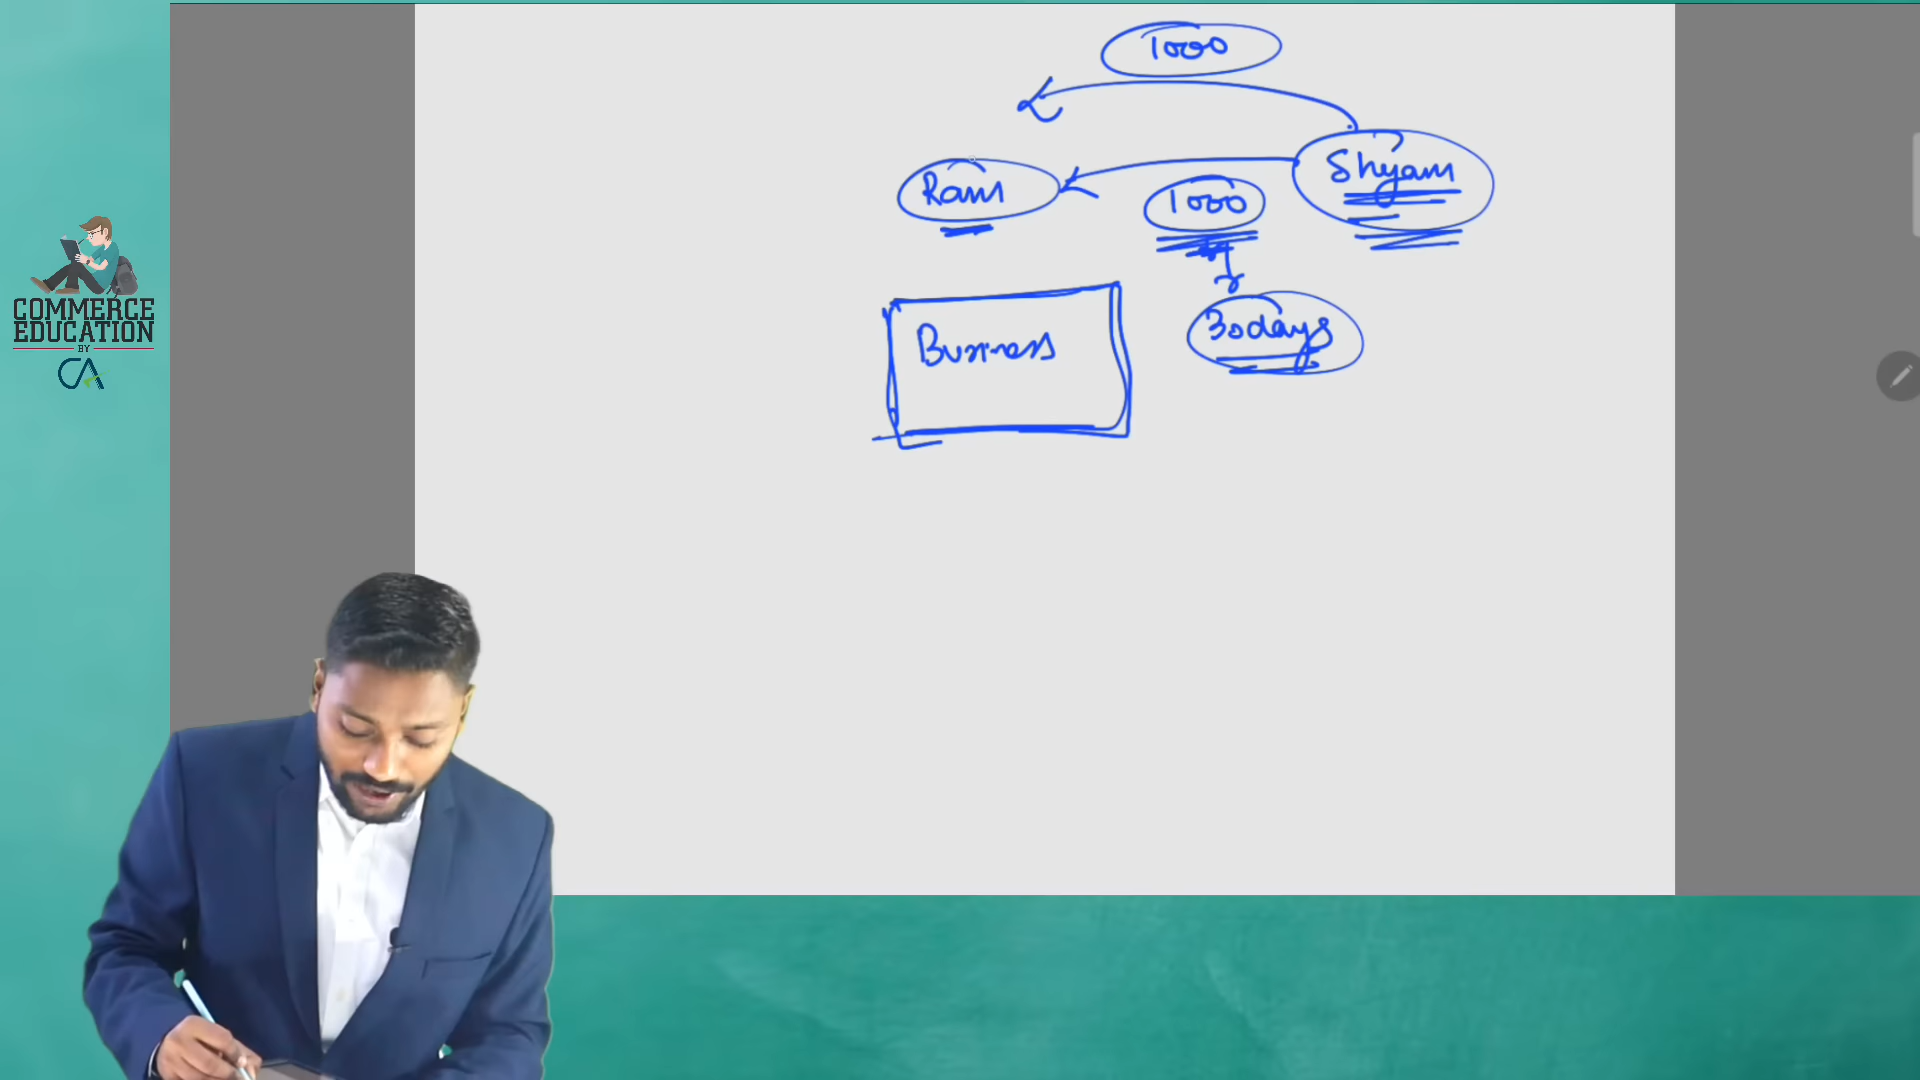 1000
Shyam
Ram
1000
30days
Business
COMMERCE
EDUCATION
BY
CA